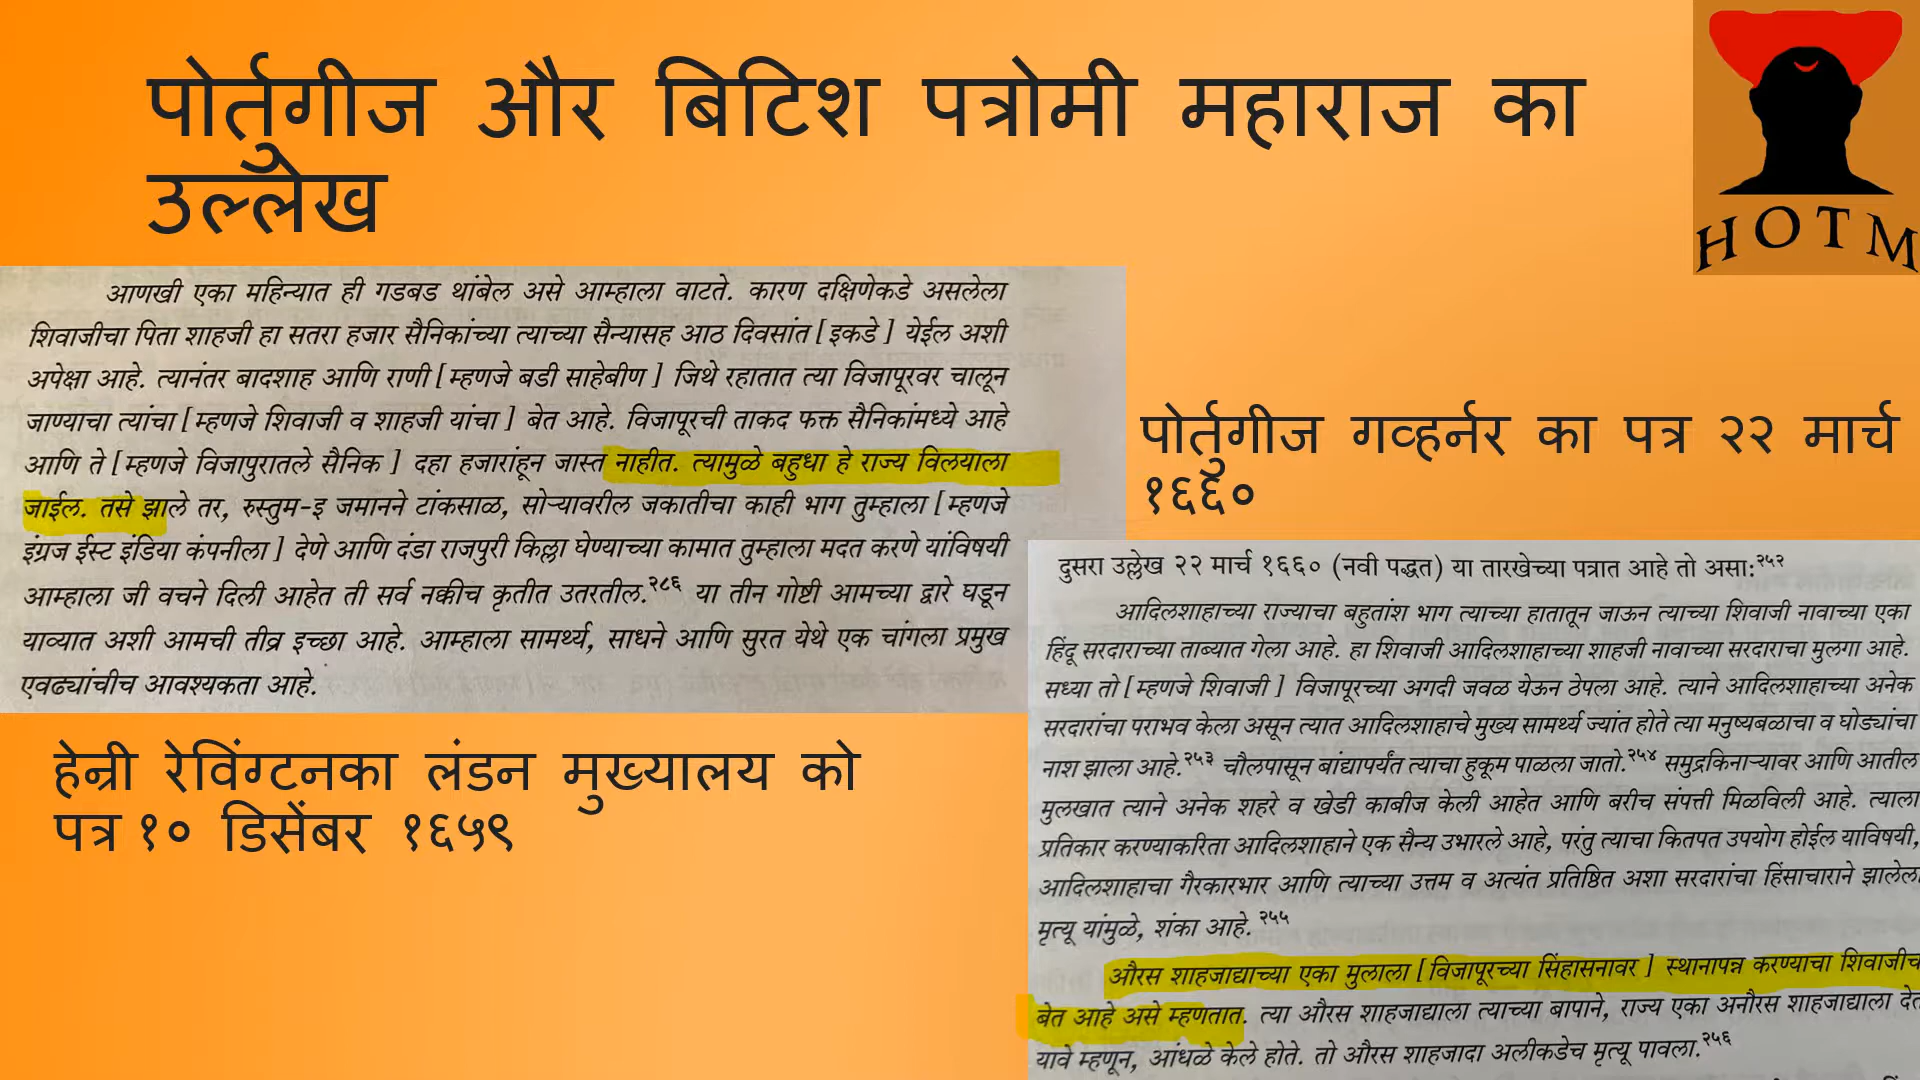 पोर्तुगीज और बिटिश पत्रोमी महाराज का
उल्लेख
HOTM
आणखी एका महिन्यात ही गडबड थांबेल असे आम्हाला वाटते. कारण दक्षिणेकडे असलेला
शिवाजीचा पिता शाहजी हा सतरा हजार सैनिकांच्या त्याच्या सैन्यासह आठ दिवसांत [इकडे] येईल अशी
अपेक्षा आहे. त्यानंतर बादशाह आणि राणी [म्हणजे बडी साहेबीण] जिथे रहातात त्या विजापूरवर चालून
जाण्याचा त्यांचा [म्हणजे शिवाजी व शाहजी यांचा] बेत आहे. विजापूरची ताकद फक्त सैनिकांमध्ये आहे
आणि ते [म्हणजे विजापुरातले सैनिक] दहा हजारांहून जास्त नाहीत. त्यामुळे बहुधा हे राज्य विलयाला
जाईल. तसे झाले तर, रुस्तुम-इ जमानने टांकसाळ, सोऱ्यावरील जकातीचा काही भाग तुम्हाला [म्हणजे
इंग्रज ईस्ट इंडिया कंपनीला] देणे आणि दंडा राजपुरी किल्ला घेण्याच्या कामात तुम्हाला मदत करणे यांविषयी
आम्हाला जी वचने दिली आहेत ती सर्व नक्कीच कृतीत उतरतील.२८६ या तीन गोष्टी आमच्या द्वारे घडून
याव्यात अशी आमची तीव्र इच्छा आहे. आम्हाला सामर्थ्य, साधने आणि सुरत येथे एक चांगला प्रमुख
एवढ्यांचीच आवश्यकता आहे.
हेन्री रेविंग्टनका लंडन मुख्यालय को
पत्र १० डिसेंबर १६५९
पोर्तुगीज गव्हर्नर का पत्र २२ मार्च
१६६०
दुसरा उल्लेख २२ मार्च १६६० (नवी पद्धत) या तारखेच्या पत्रात आहे तो असा:२५२
आदिलशाहाच्या राज्याचा बहुतांश भाग त्याच्या हातातून जाऊन त्याच्या शिवाजी नावाच्या एका
हिंदू सरदाराच्या ताब्यात गेला आहे. हा शिवाजी आदिलशाहाच्या शाहजी नावाच्या सरदाराचा मुलगा आहे.
सध्या तो [म्हणजे शिवाजी] विजापूरच्या अगदी जवळ येऊन ठेपला आहे. त्याने आदिलशाहाच्या अनेक
सरदारांचा पराभव केला असून त्यात आदिलशाहाचे मुख्य सामर्थ्य ज्यांत होते त्या मनुष्यबळाचा व घोड्यांचा
नाश झाला आहे.२५३ चौलपासून बांद्यापर्यंत त्याचा हुकूम पाळला जातो.२५४ समुद्रकिनाऱ्यावर आणि आतील
मुलखात त्याने अनेक शहरे व खेडी काबीज केली आहेत आणि बरीच संपत्ती मिळविली आहे. त्याला
प्रतिकार करण्याकरिता आदिलशाहाने एक सैन्य उभारले आहे, परंतु त्याचा कितपत उपयोग होईल याविषयी,
आदिलशाहाचा गैरकारभार आणि त्याच्या उत्तम व अत्यंत प्रतिष्ठित अशा सरदारांचा हिंसाचाराने झालेला
मृत्यू यांमुळे, शंका आहे.२५५
औरस शाहजाद्याच्या एका मुलाला [विजापूरच्या सिंहासनावर] स्थानापन्न करण्याचा शिवाजीच
बेत आहे असे म्हणतात. त्या औरस शाहजाद्याला त्याच्या बापाने, राज्य एका अनौरस शाहजाद्याला देत
यावे म्हणून, आंधळे केले होते. तो औरस शाहजादा अलीकडेच मृत्यू पावला.२५६